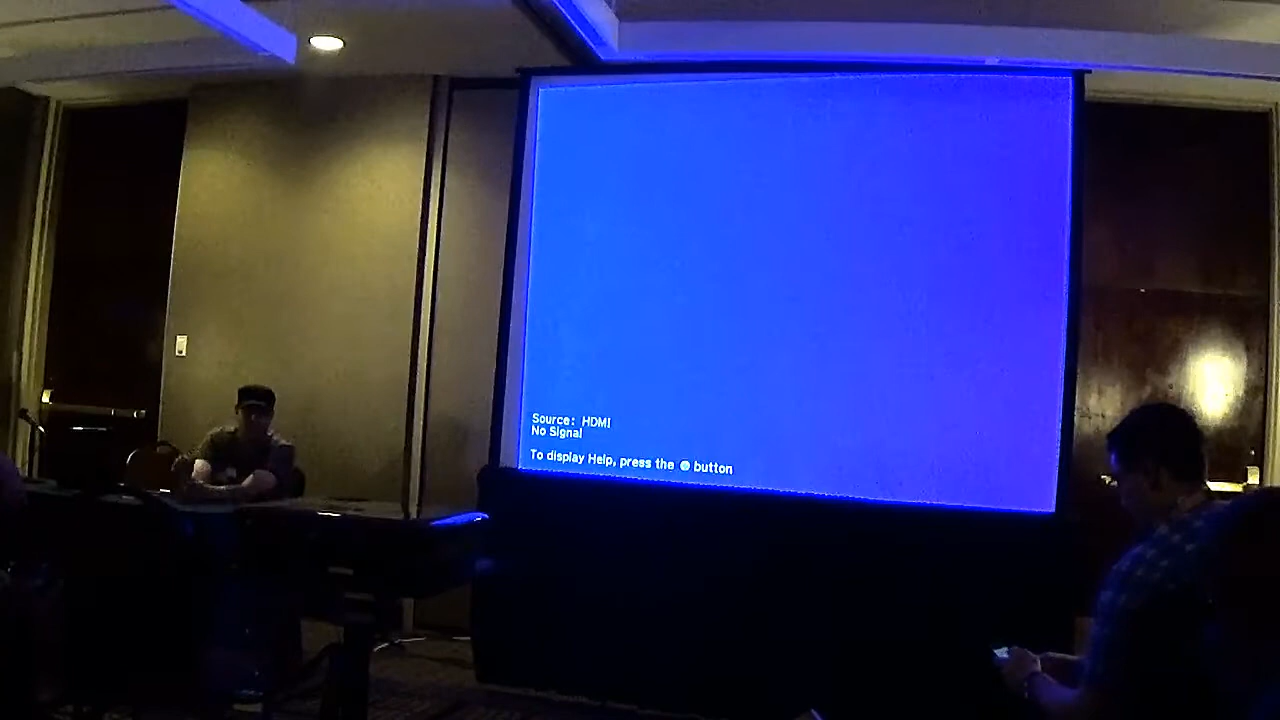 Source: HDMI
No Signal
To display Help, press the button